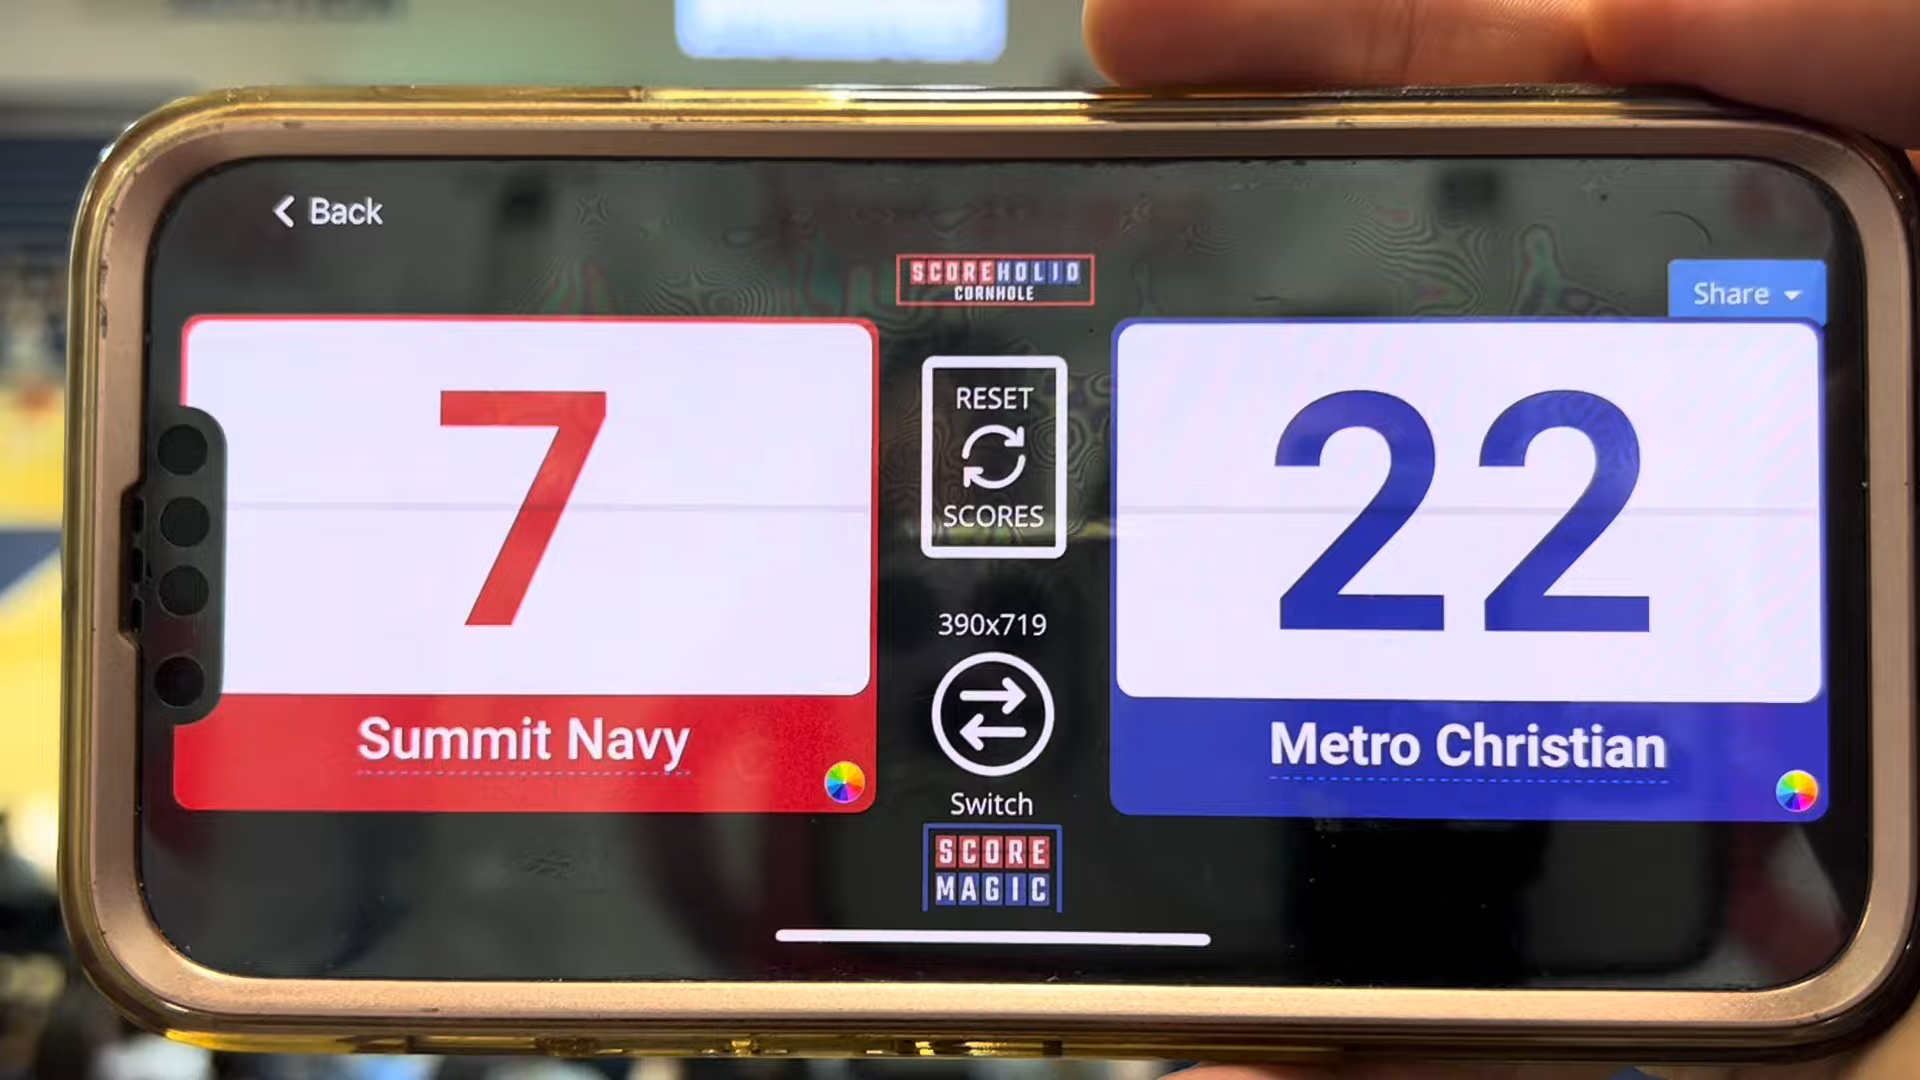 Back
SCOREHOLIO
CORNHOLE
Share
7
RESET
SCORES
22
390x719
Summit Navy
Metro Christian
Switch
SCORE
MAGIC